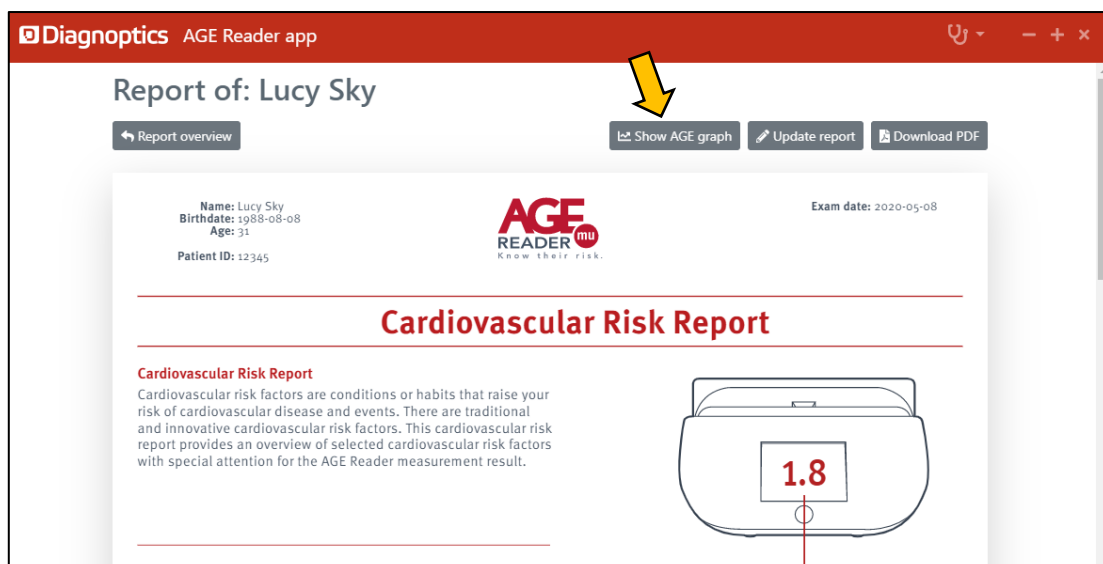 Diagnoptics AGE Reader app
Report of: Lucy Sky
Report overview
Show AGE graph
Update report
Download PDF
Name: Lucy Sky
Birthdate: 1988-08-08
Age: 31
Patient ID: 12345
AGE
READER mu
Know their risk.
Exam date: 2020-05-08
Cardiovascular Risk Report
Cardiovascular Risk Report
Cardiovascular risk factors are conditions or habits that raise your
risk of cardiovascular disease and events. There are traditional
and innovative cardiovascular risk factors. This cardiovascular risk
report provides an overview of selected cardiovascular risk factors
with special attention for the AGE Reader measurement result.
1.8